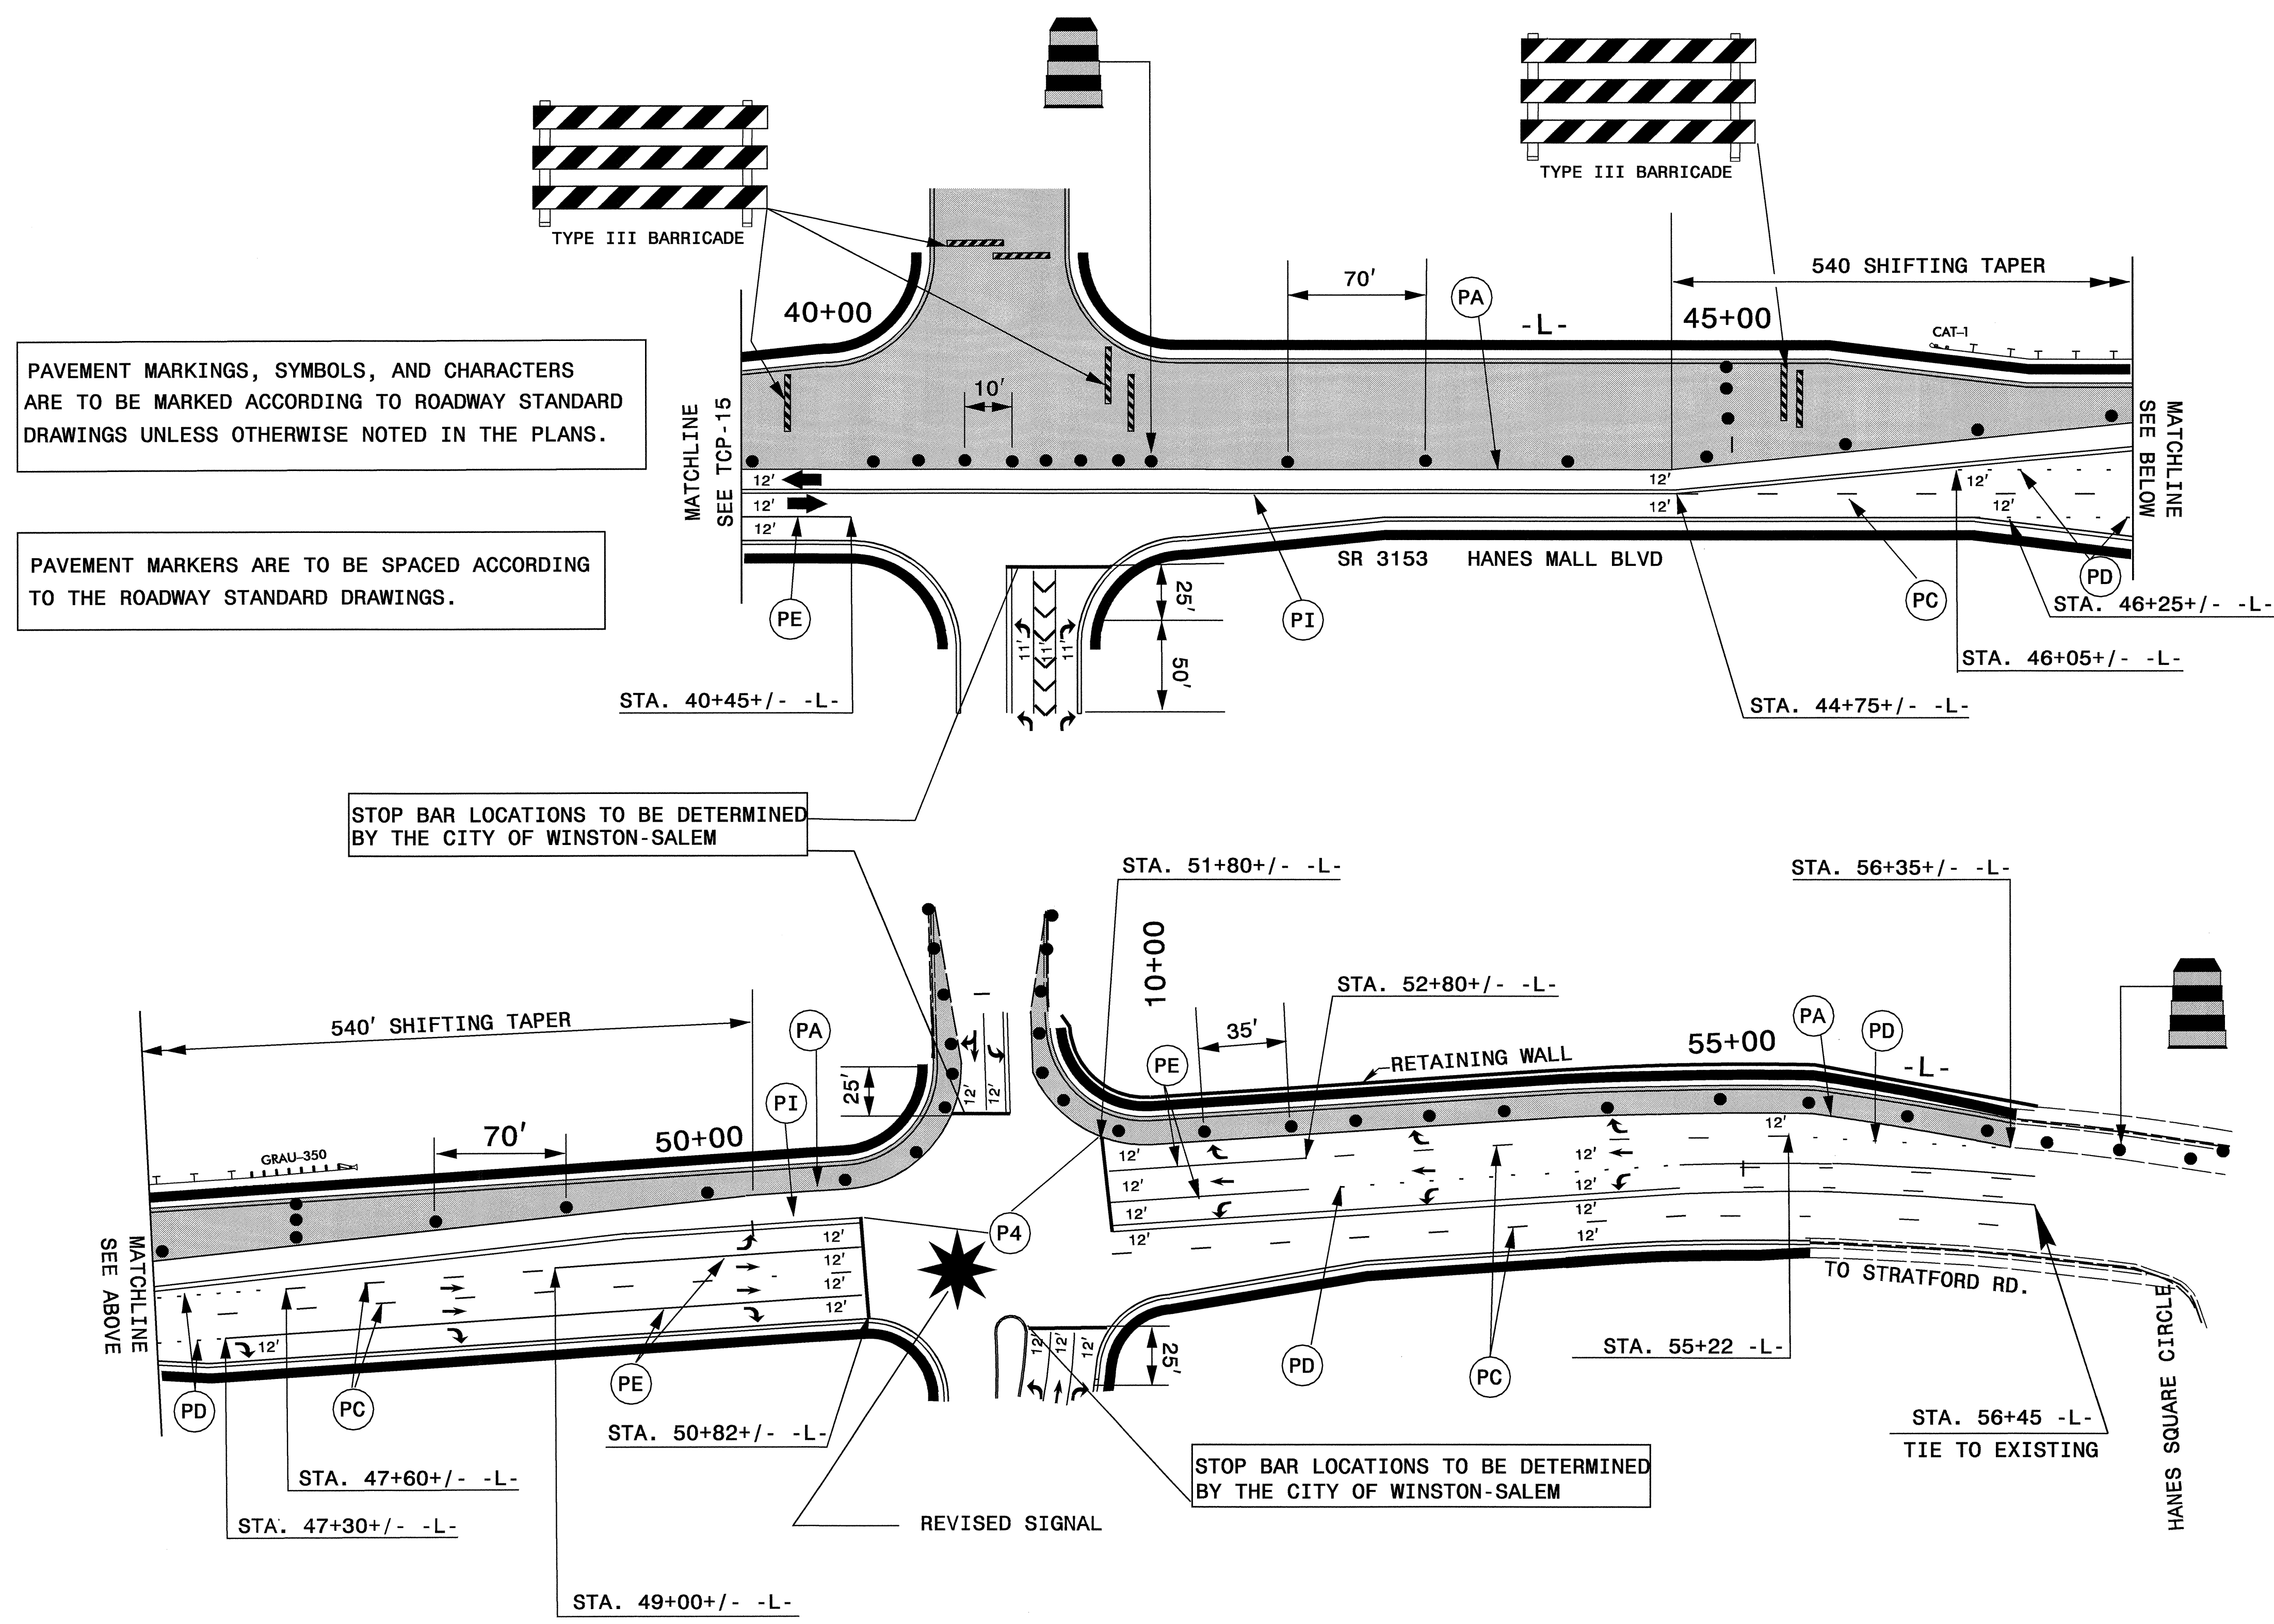 TYPE III BARRICADE
TYPE III BARRICADE
540 SHIFTING TAPER
40+00
70'
PA
-L-
45+00
CAT-1
PAVEMENT MARKINGS, SYMBOLS, AND CHARACTERS
ARE TO BE MARKED ACCORDING TO ROADWAY STANDARD
DRAWINGS UNLESS OTHERWISE NOTED IN THE PLANS.
MATCHLINE
SEE TCP-15
10'
MATCHLINE
SEE BELOW
12'
12'
12'
12'
12'
12'
12'
PAVEMENT MARKERS ARE TO BE SPACED ACCORDING
TO THE ROADWAY STANDARD DRAWINGS.
SR 3153 HANES MALL BLVD
PE
PI
PC
PD
25'
50'
11'
11'
11'
STA. 46+25+/- -L-
STA. 46+05+/- -L-
STA. 40+45+/- -L-
STA. 44+75+/- -L-
STOP BAR LOCATIONS TO BE DETERMINED
BY THE CITY OF WINSTON-SALEM
STA. 51+80+/- -L-
STA. 56+35+/- -L-
10+00
STA. 52+80+/- -L-
540' SHIFTING TAPER
PA
35'
PA
PD
55+00
-L-
RETAINING WALL
PE
25'
12'
12'
PI
70'
50+00
GRAU-350
12'
12'
12'
12'
12'
12'
12'
12'
12'
P4
12'
12'
12'
12'
MATCHLINE
SEE ABOVE
12'
TO STRATFORD RD.
HANES SQUARE CIRCLE
12'
12'
12'
25'
PD
PC
PE
PD
PC
STA. 55+22 -L-
STA. 50+82+/- -L-
STA. 56+45 -L-
TIE TO EXISTING
STA. 47+60+/- -L-
STOP BAR LOCATIONS TO BE DETERMINED
BY THE CITY OF WINSTON-SALEM
STA. 47+30+/- -L-
REVISED SIGNAL
STA. 49+00+/- -L-